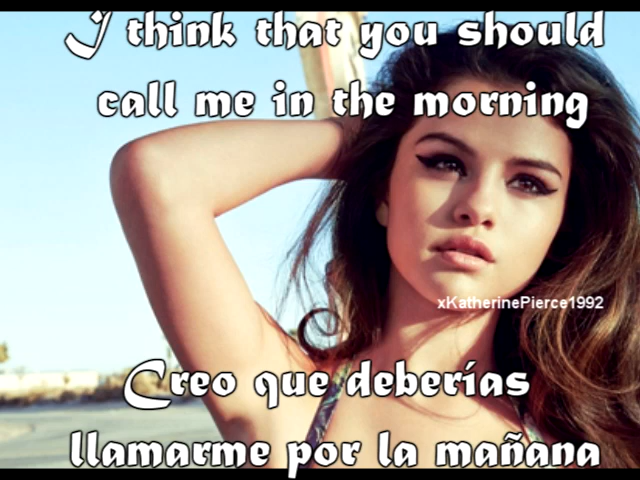 I think that you should
call me in the morning
xKatherinePierce1992
Creo que deberías
llamarme por la mañana